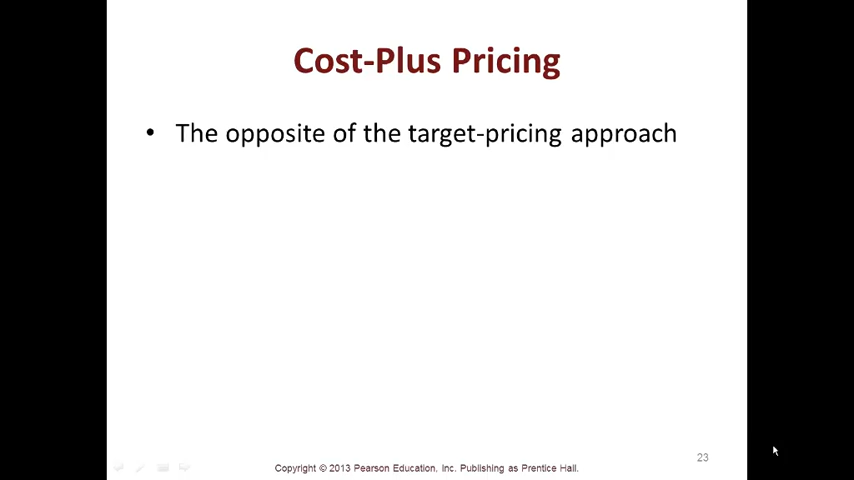 Cost-Plus Pricing
• The opposite of the target-pricing approach
23
Copyright © 2013 Pearson Education, Inc. Publishing as Prentice Hall.